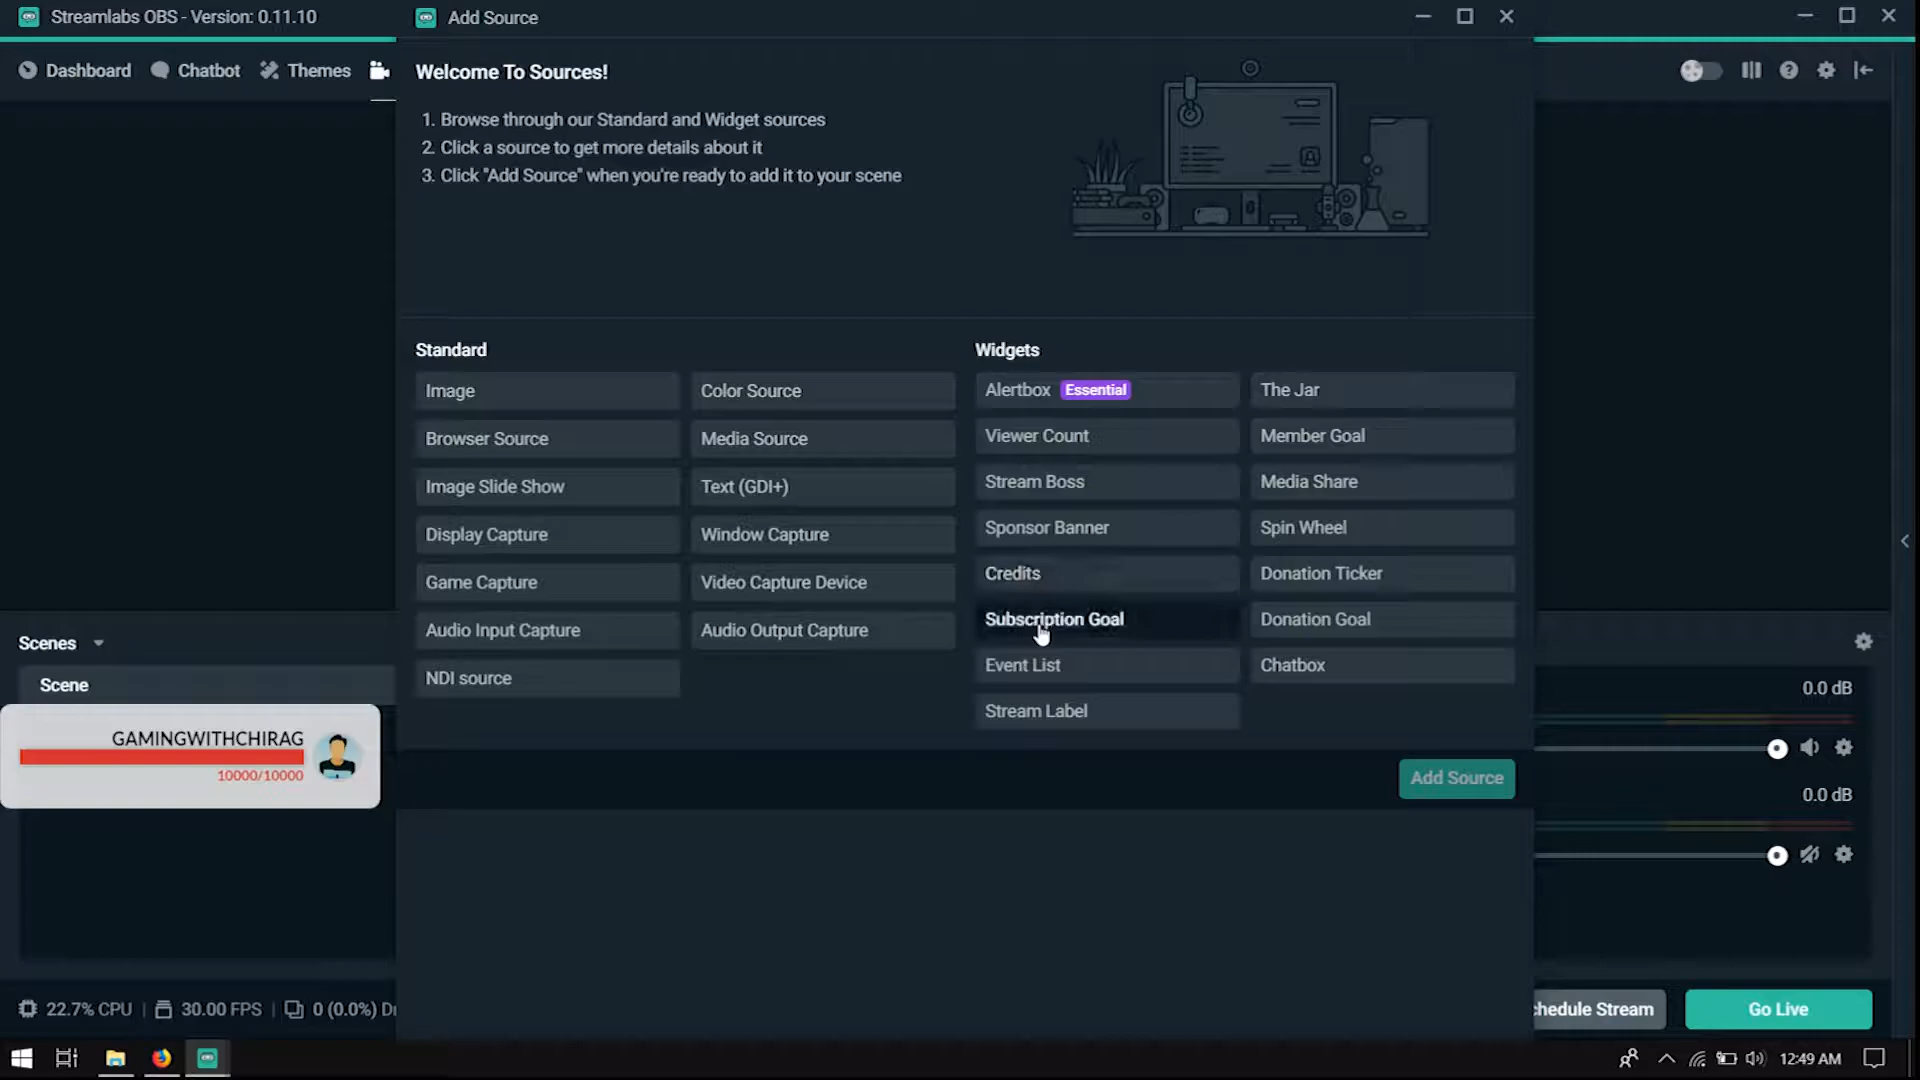 Streamlabs OBS - Version: 0.11.10
Add Source
Dashboard
Chatbot
Themes
Welcome To Sources!
1. Browse through our Standard and Widget sources
2. Click a source to get more details about it
3. Click "Add Source" when you're ready to add it to your scene
Standard
Image
Color Source
Browser Source
Media Source
Image Slide Show
Text (GDI+)
Display Capture
Window Capture
Game Capture
Video Capture Device
Audio Input Capture
Audio Output Capture
NDI source
Widgets
Alertbox Essential
The Jar
Viewer Count
Member Goal
Stream Boss
Media Share
Sponsor Banner
Spin Wheel
Credits
Donation Ticker
Subscription Goal
Donation Goal
Event List
Chatbox
Stream Label
Add Source
Scenes
Scene
GAMINGWITHCHIRAG
10000/10000
0.0 dB
0.0 dB
22.7% CPU
30.00 FPS
0 (0.0%) Dr
chedule Stream
Go Live
12:49 AM